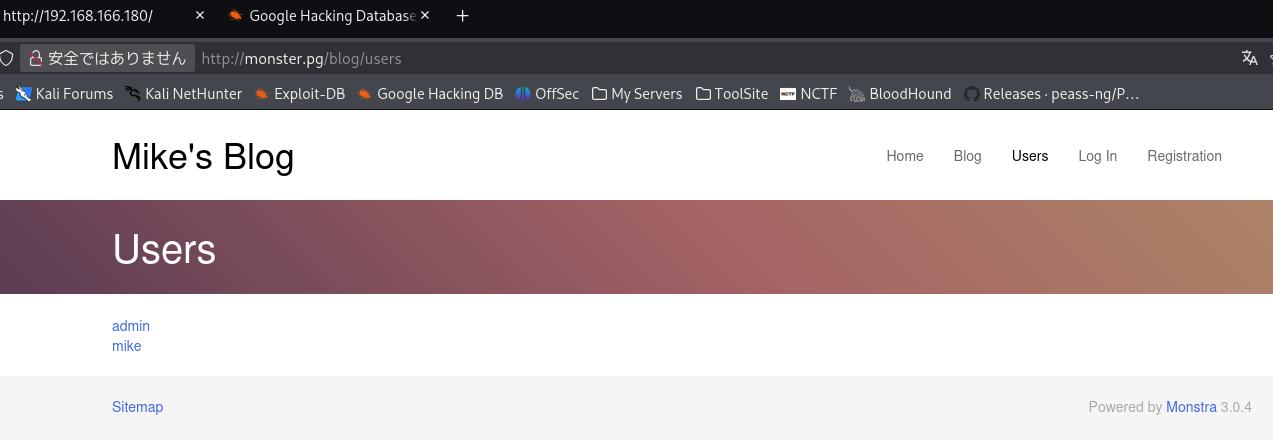 http://192.168.166.180/ × Google Hacking Database × +
安全ではありません http://monster.pg/blog/users
s Kali Forums Kali NetHunter Exploit-DB Google Hacking DB OffSec My Servers ToolSite NCTF BloodHound Releases · peass-ng/P…
Mike's Blog Home Blog Users Log In Registration
Users
admin
mike
Sitemap Powered by Monstra 3.0.4